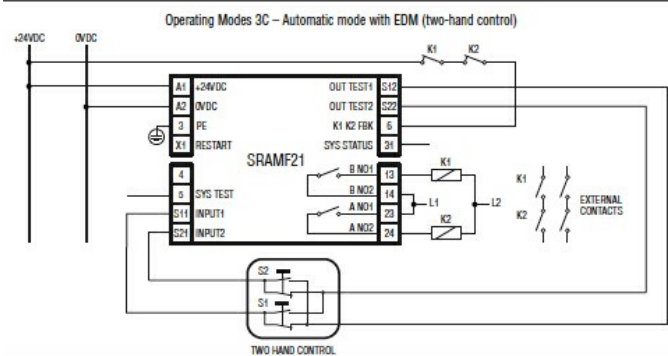 Operating Modes 3C – Automatic mode with EDM (two-hand control)
+24VDC 0VDC
K1 K2
A1 +24VDC OUT TEST1 S12
A2 0VDC OUT TEST2 S22
3 PE K1 K2 FBK 6
X1 RESTART SYS STATUS 31
SRAMF21
4 B NO1 13 K1
5 SYS TEST B NO2 14 L1 L2
S11 INPUT1 A NO1 23
S21 INPUT2 A NO2 24 K2
K1
K2
EXTERNAL
CONTACTS
S2
S1
TWO HAND CONTROL